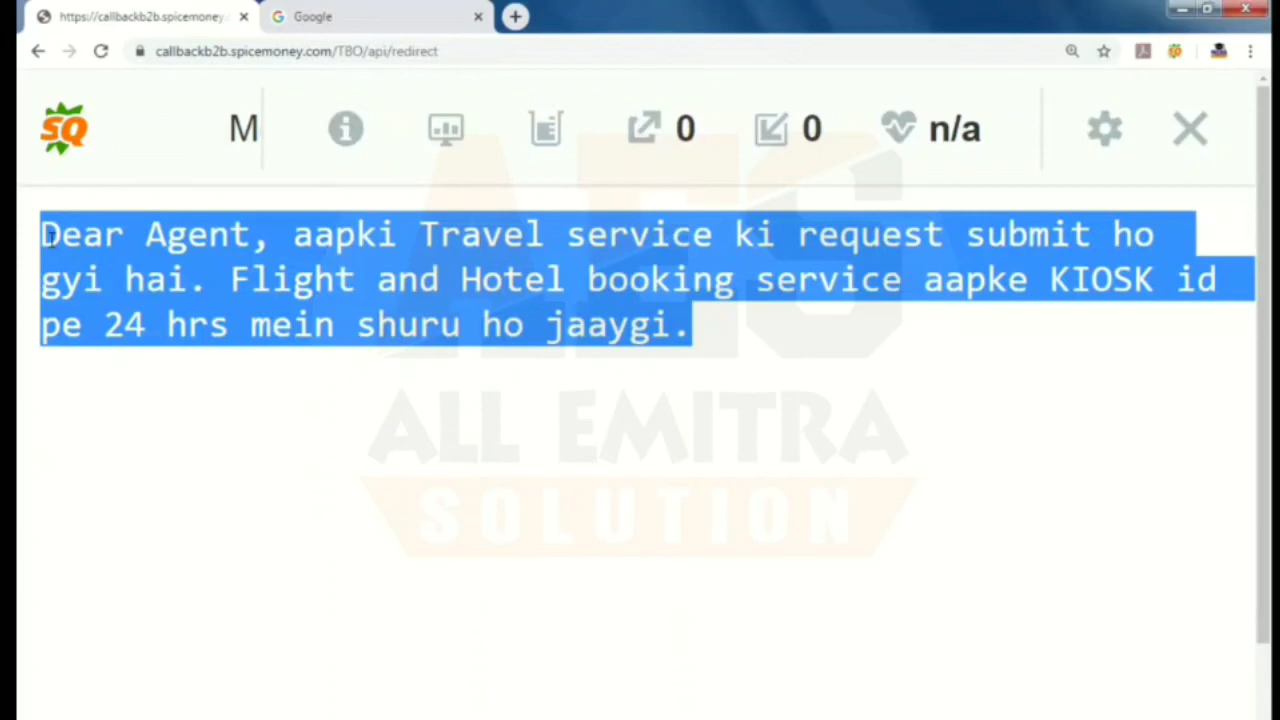 https://callbackb2b.spicemoney.
Google
callbackb2b.spicemoney.com/TBO/api/redirect
SQ M 0 0 n/a
Dear Agent, aapki Travel service ki request submit ho
gyi hai. Flight and Hotel booking service aapke KIOSK id
pe 24 hrs mein shuru ho jaaygi.
AES
ALL EMITRA
SOLUTION